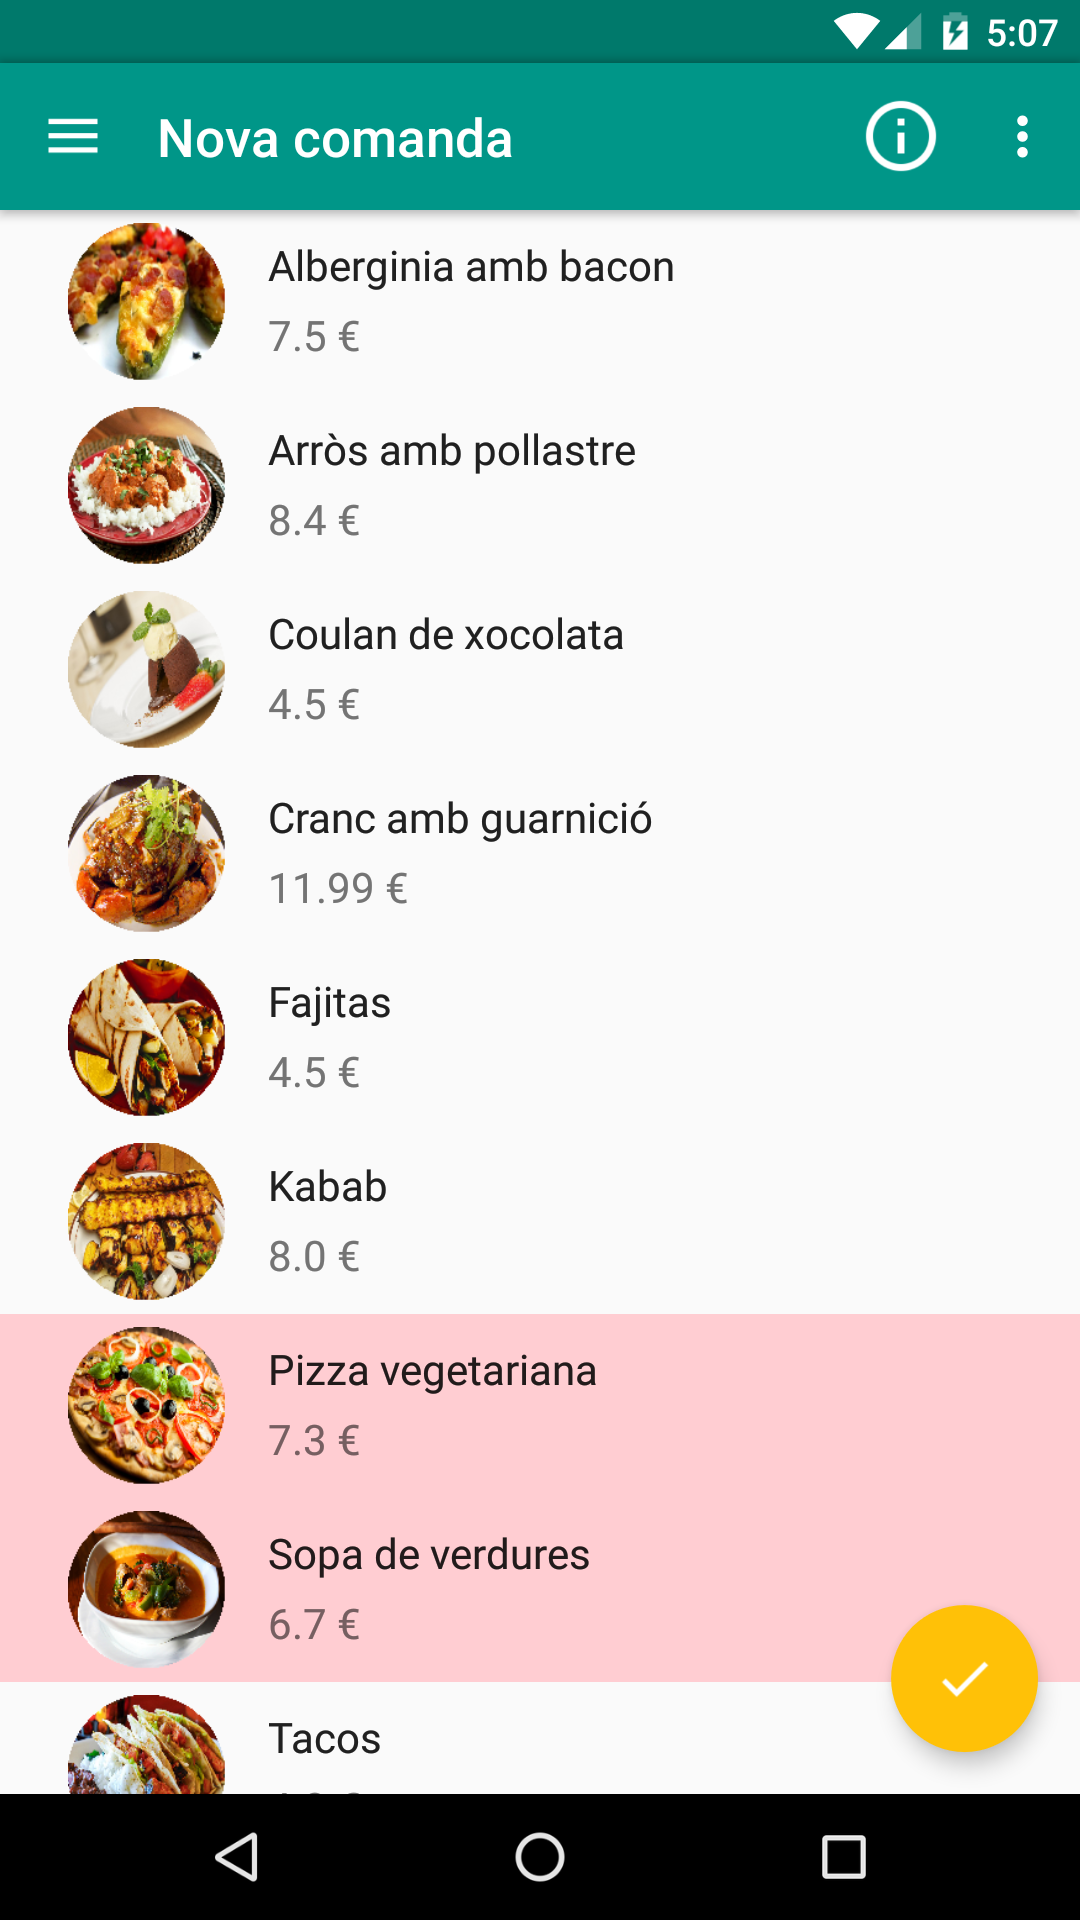 5:07
Nova comanda
Alberginia amb bacon
7.5 €
Arròs amb pollastre
8.4 €
Coulan de xocolata
4.5 €
Cranc amb guarnició
11.99 €
Fajitas
4.5 €
Kabab
8.0 €
Pizza vegetariana
7.3 €
Sopa de verdures
6.7 €
Tacos